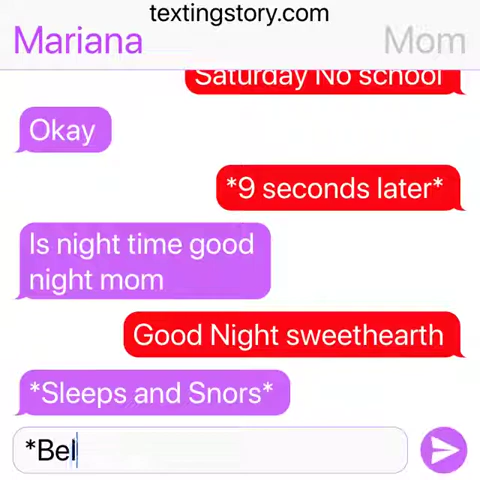 textingstory.com
Mariana
Mom
Saturday No school
Okay
*9 seconds later*
Is night time good
night mom
Good Night sweethearth
*Sleeps and Snors*
*Bel